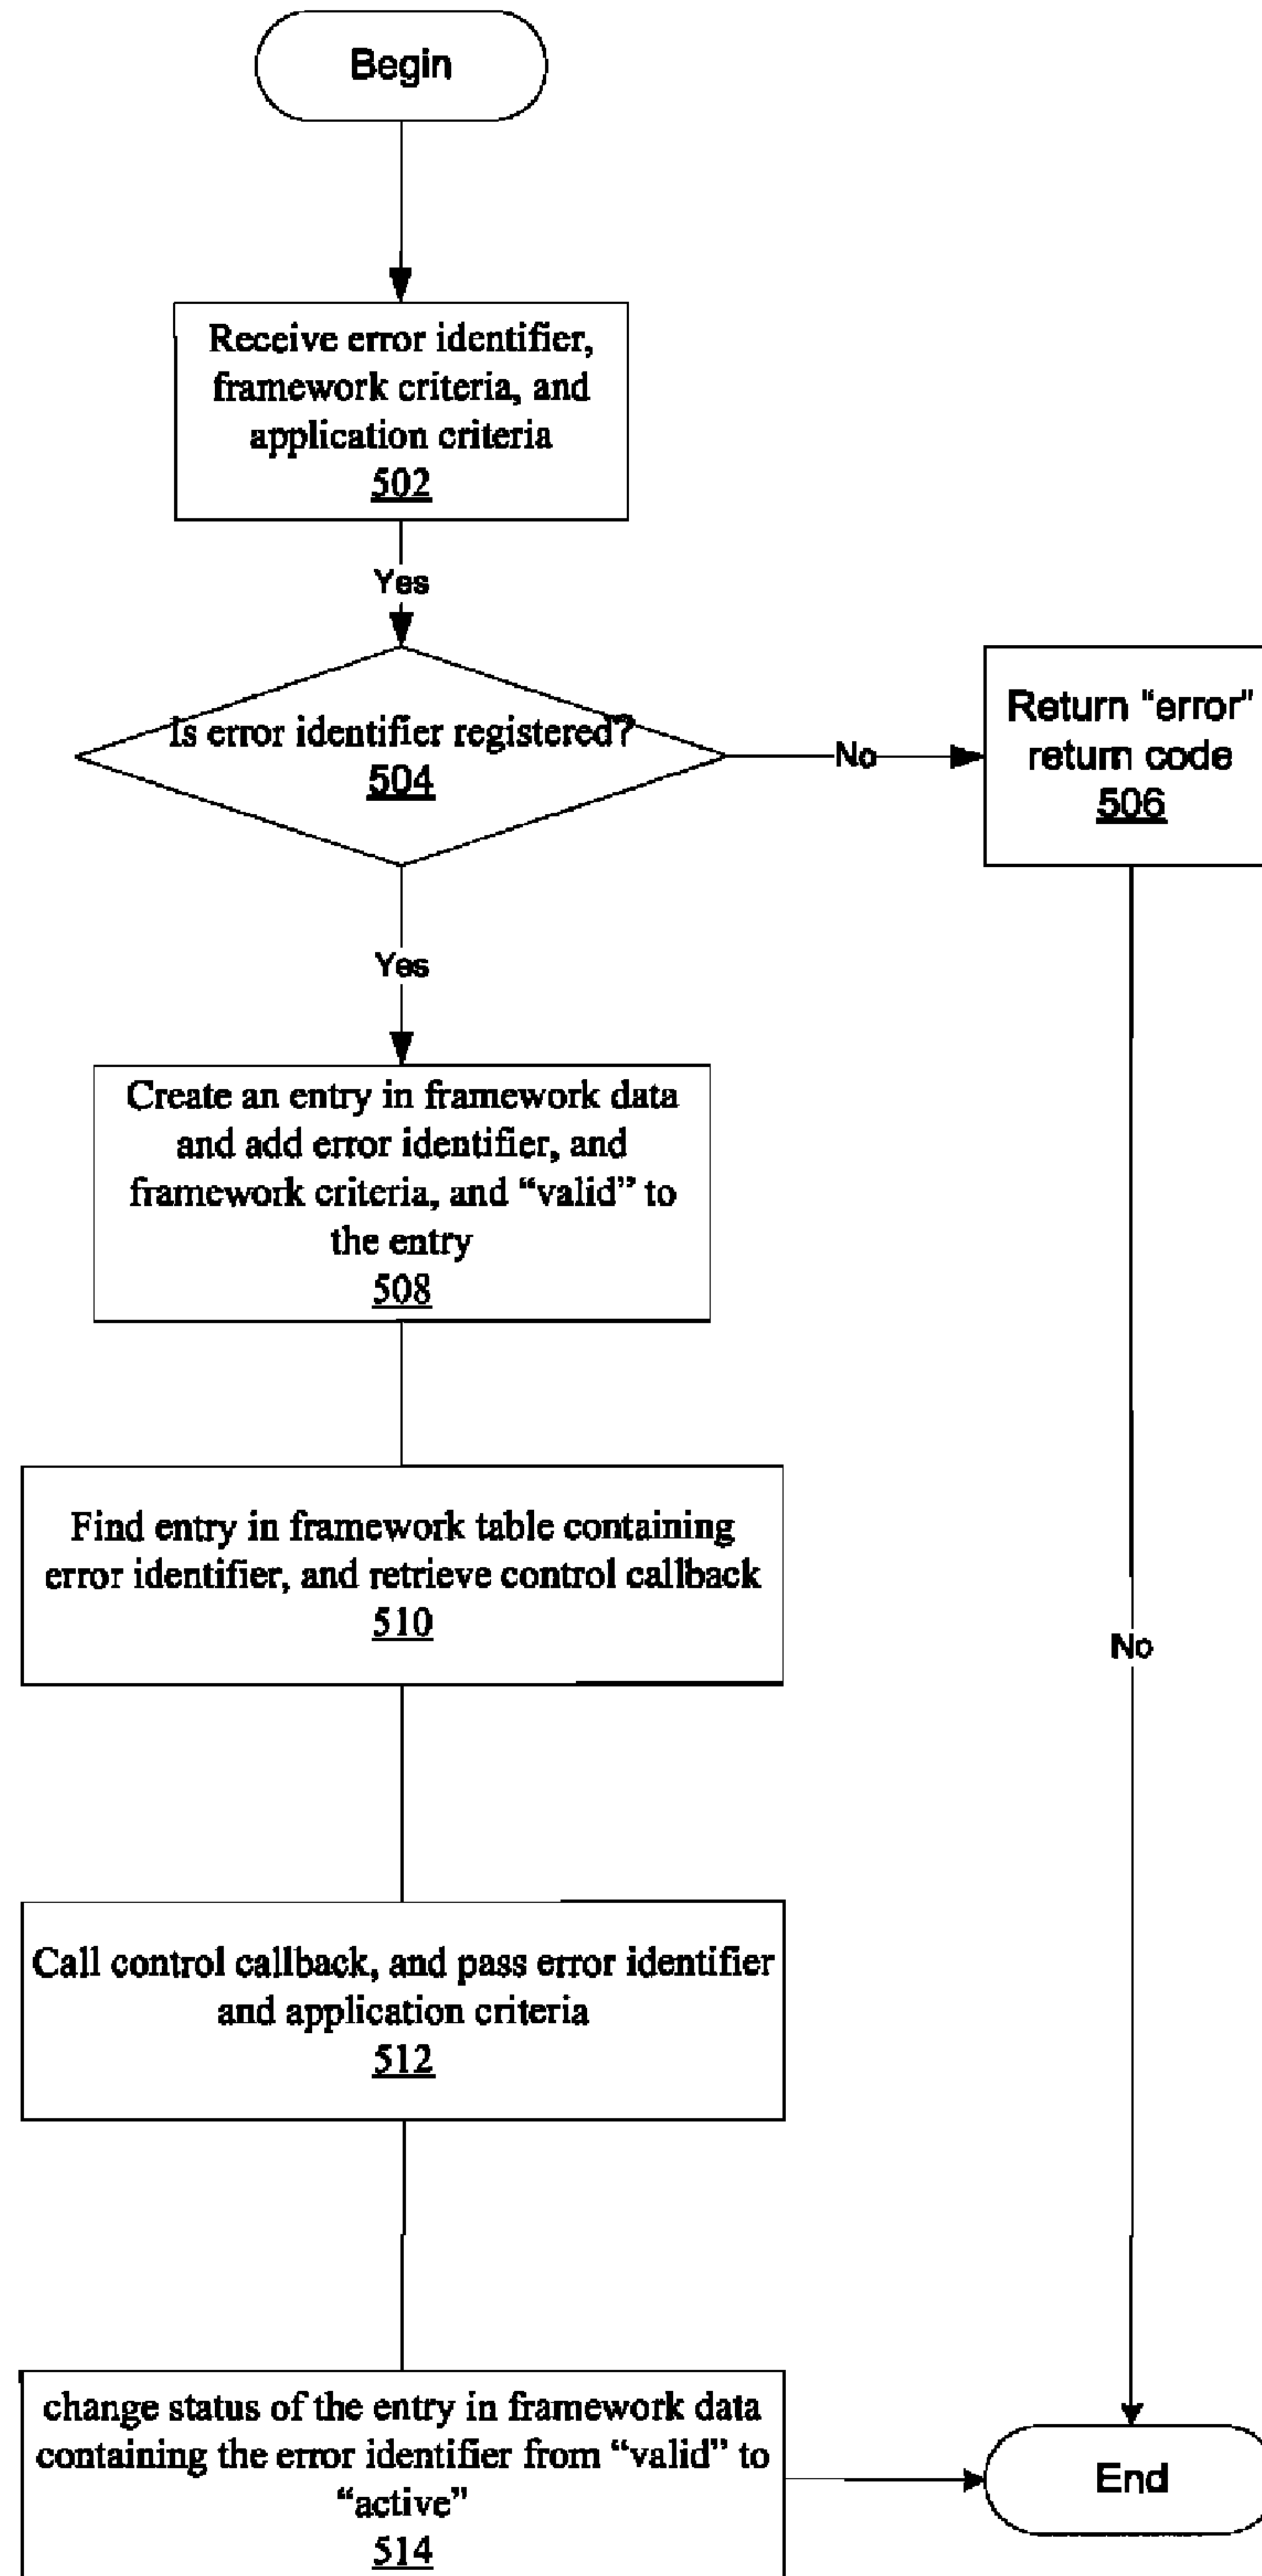 Begin
Receive error identifier,
framework criteria, and
application criteria
502
Yes
Is error identifier registered?
504
No
Return “error”
return code
506
Yes
Create an entry in framework data
and add error identifier, and
framework criteria, and “valid” to
the entry
508
Find entry in framework table containing
error identifier, and retrieve control callback
510
No
Call control callback, and pass error identifier
and application criteria
512
change status of the entry in framework data
containing the error identifier from “valid” to
“active”
514
End